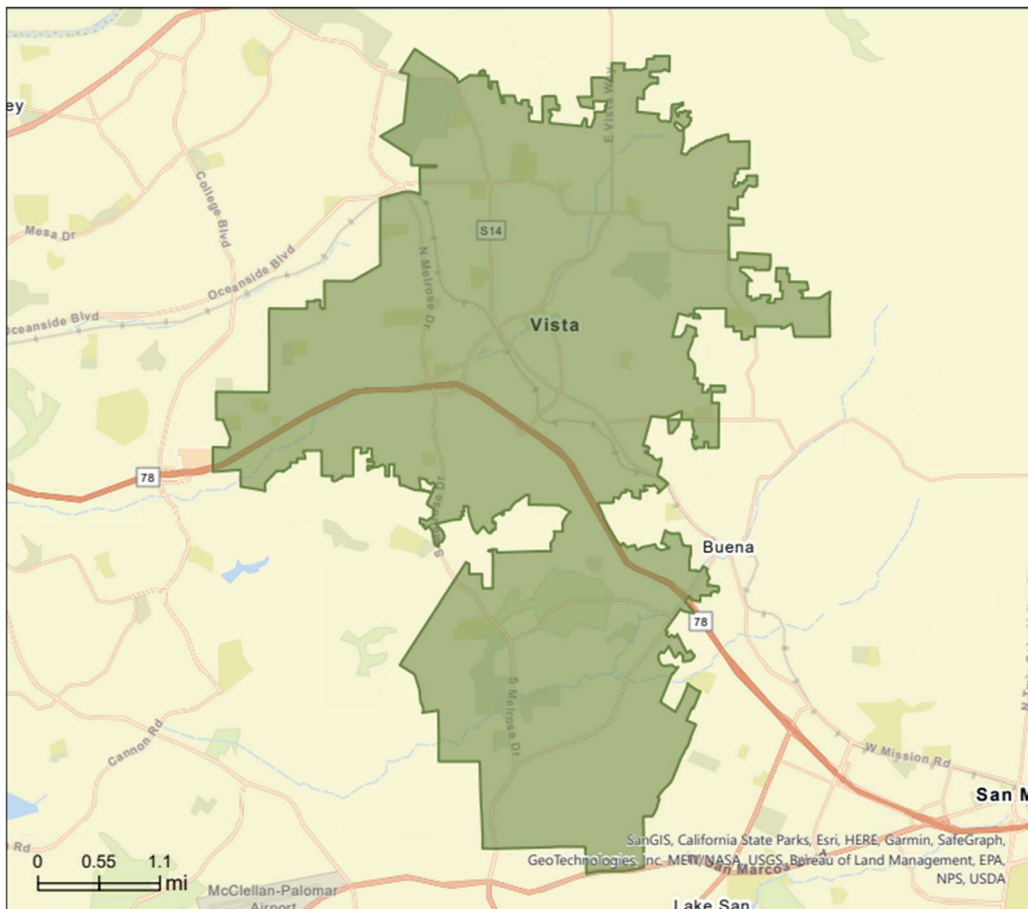 ey
E Vista Way
College Blvd
Mesa Dr
S14
Oceanside Blvd
N Melrose Dr
Oceanside Blvd
Vista
78
S Melrose Dr
Buena
78
S Melrose Dr
Cannon Rd
W Mission Rd
San M
Rd
0 0.55 1.1
mi
SanGIS, California State Parks, Esri, HERE, Garmin, SafeGraph,
GeoTechnologies, Inc, METI/NASA, USGS, Bureau of Land Management, EPA,
NPS, USDA
San Marcos
McClellan-Palomar
Airport
Lake San